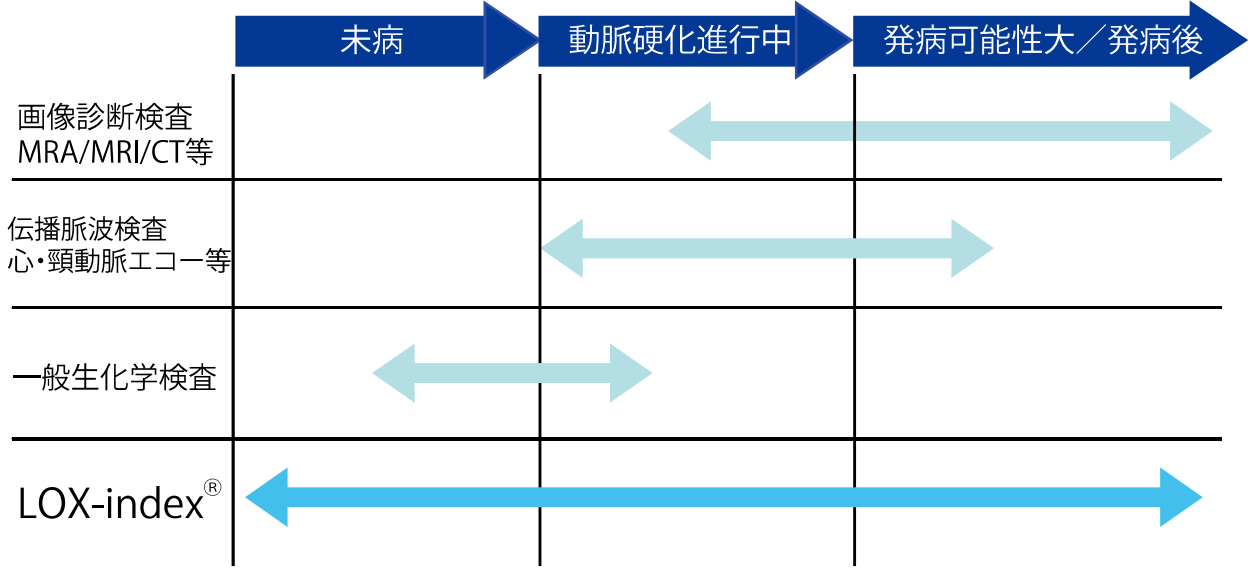 未病
動脈硬化進行中
発病可能性大／発病後
画像診断検査
MRA/MRI/CT等
伝播脈波検査
心・頸動脈エコー等
一般生化学検査
LOX-index®